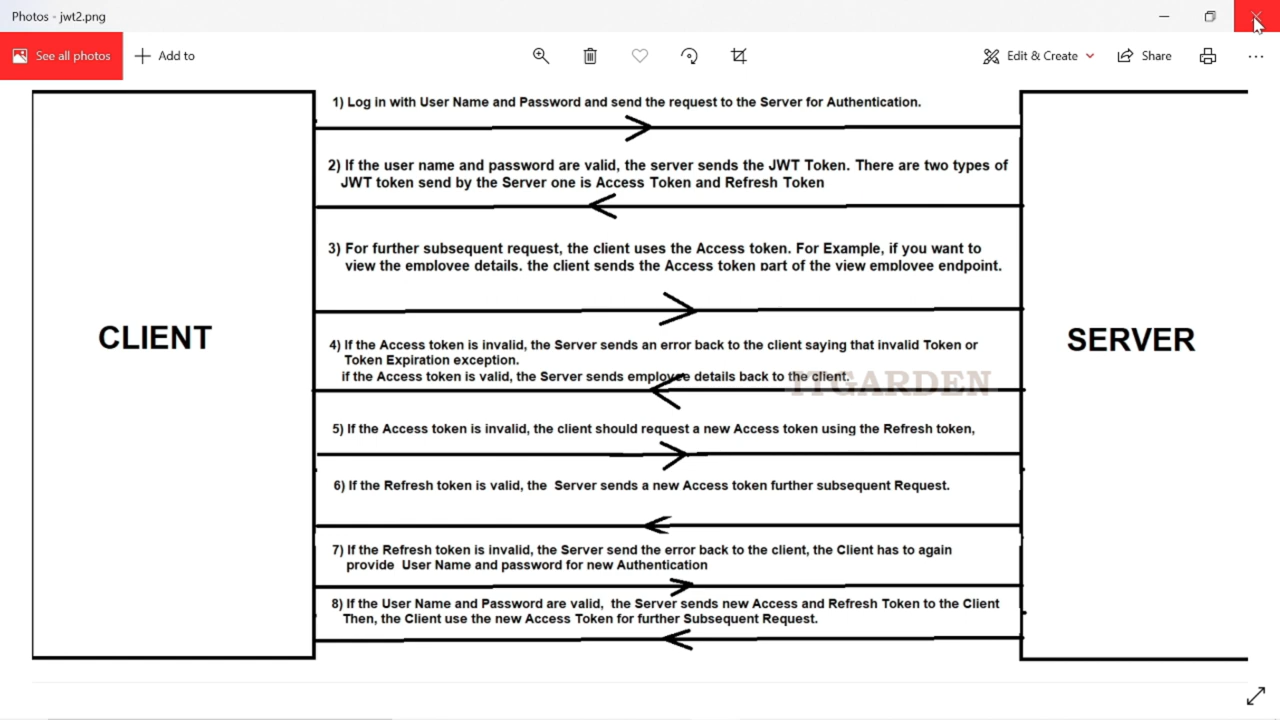 Photos - jwt2.png
See all photos
Add to
Edit & Create
Share
1) Log in with User Name and Password and send the request to the Server for Authentication.
2) If the user name and password are valid, the server sends the JWT Token. There are two types of
JWT token send by the Server one is Access Token and Refresh Token
3) For further subsequent request, the client uses the Access token. For Example, if you want to
view the employee details, the client sends the Access token part of the view employee endpoint.
CLIENT
SERVER
4) If the Access token is invalid, the Server sends an error back to the client saying that invalid Token or
Token Expiration exception.
if the Access token is valid, the Server sends employee details back to the client.
ITGARDEN
5) If the Access token is invalid, the client should request a new Access token using the Refresh token,
6) If the Refresh token is valid, the Server sends a new Access token further subsequent Request.
7) If the Refresh token is invalid, the Server send the error back to the client, the Client has to again
provide User Name and password for new Authentication
8) If the User Name and Password are valid, the Server sends new Access and Refresh Token to the Client
Then, the Client use the new Access Token for further Subsequent Request.